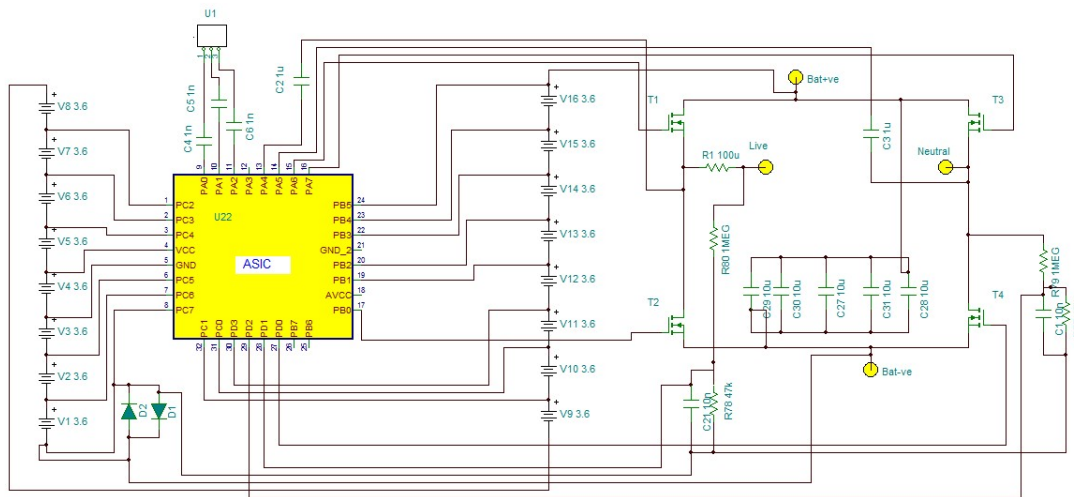 U1
1 2 3
C5 1n
C4 1n
C6 1n
C2 1u
9 10 11 12 13 14 15 16
PA0 PA1 PA2 PA3 PA4 PA5 PA6 PA7
U22
ASIC
1 PC2
2 PC3
3 PC4
4 VCC
5 GND
6 PC5
7 PC6
8 PC7
PB5 24
PB4 23
PB3 22
GND_2 21
PB2 20
PB1 19
AVCC 18
PB0 17
PC1 PC0 PD3 PD2 PD1 PD0 PB7 PB6
32 31 30 29 28 27 26 25
+ V8 3.6
+ V7 3.6
+ V6 3.6
+ V5 3.6
+ V4 3.6
+ V3 3.6
+ V2 3.6
+ V1 3.6
D2
D1
+ V16 3.6
+ V15 3.6
+ V14 3.6
+ V13 3.6
+ V12 3.6
+ V11 3.6
+ V10 3.6
+ V9 3.6
T1
T2
T3
T4
Bat+ve
R1 100u
Live
C3 1u
Neutral
R80 1MEG
C29 10u
C30 10u
C27 10u
C31 10u
C28 10u
Bat-ve
C21 10n
R78 47k
R79 1MEG
C1 10n